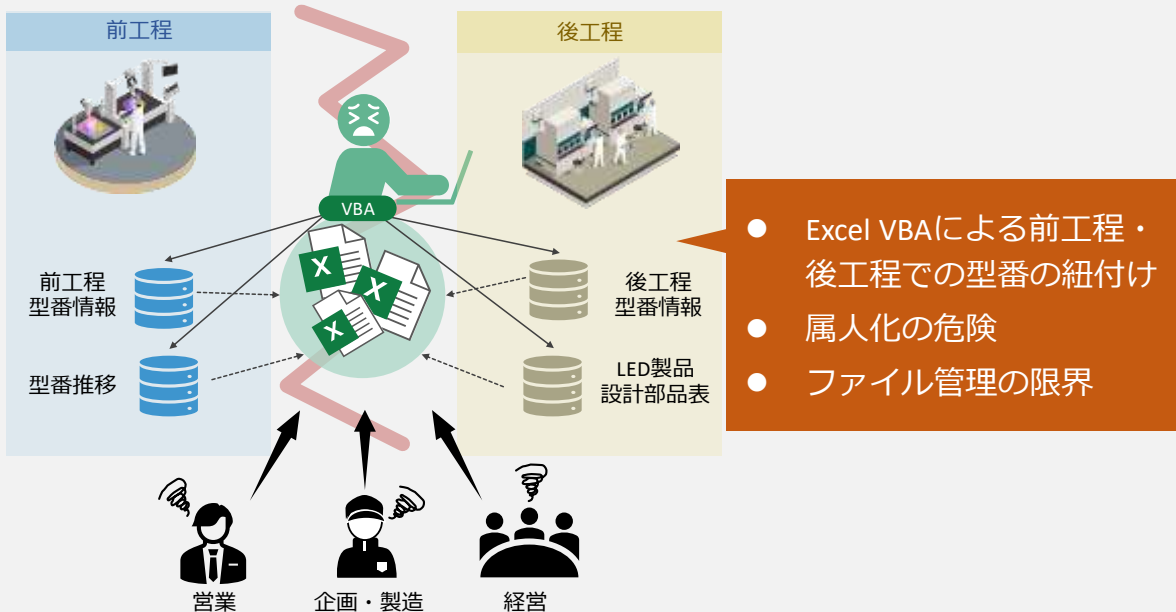 前工程
後工程
VBA
前工程
型番情報
型番推移
X
X
X
後工程
型番情報
LED製品
設計部品表
● Excel VBAによる前工程・
後工程での型番の紐付け
● 属人化の危険
● ファイル管理の限界
営業
企画・製造
経営